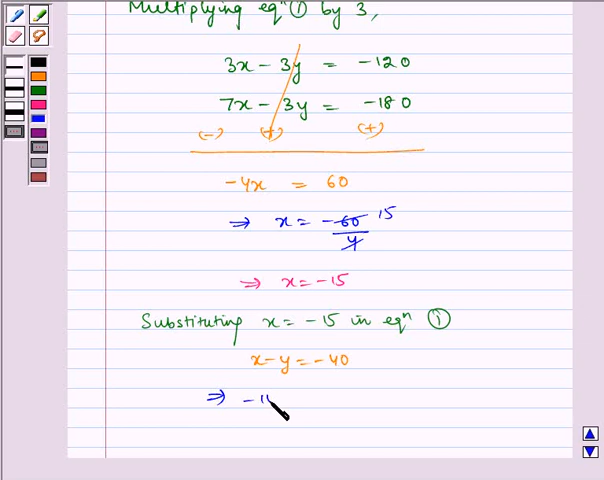 Multiplying eqⁿ ① by 3,
3x - 3y = -120
7x - 3y = -180
(-) (+) (+)
-4x = 60
⇒ x = -60/4 15
⇒ x = -15
Substituting x = -15 in eqⁿ ①
x - y = -40
⇒ -1